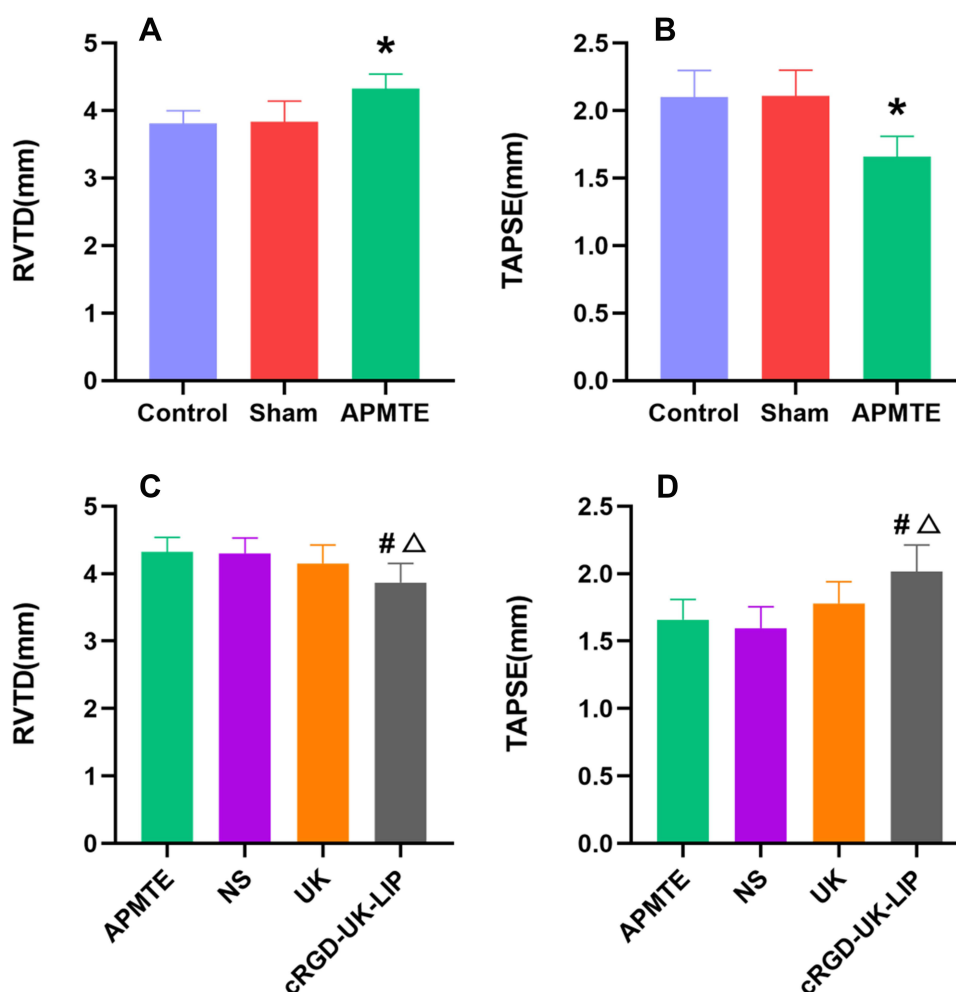 A
RVTD(mm)
5
4
3
2
1
0
*
Control Sham APMTE
B
TAPSE(mm)
2.5
2.0
1.5
1.0
0.5
0.0
*
Control Sham APMTE
C
RVTD(mm)
5
4
3
2
1
0
# △
APMTE
NS
UK
cRGD-UK-LIP
D
TAPSE(mm)
2.5
2.0
1.5
1.0
0.5
0.0
# △
APMTE
NS
UK
cRGD-UK-LIP